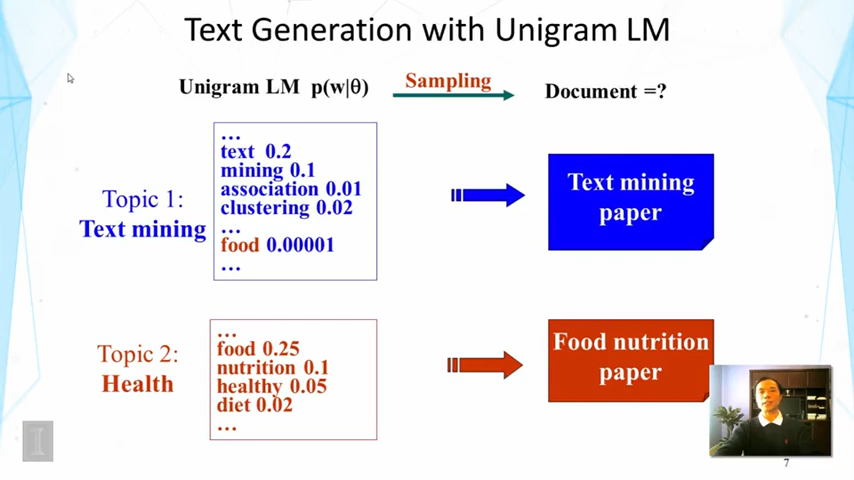 Text Generation with Unigram LM
Unigram LM p(w|θ)
Sampling
Document =?
Topic 1:
Text mining
...
text 0.2
mining 0.1
association 0.01
clustering 0.02
...
food 0.00001
...
Text mining
paper
Topic 2:
Health
...
food 0.25
nutrition 0.1
healthy 0.05
diet 0.02
...
Food nutrition
paper
I
7